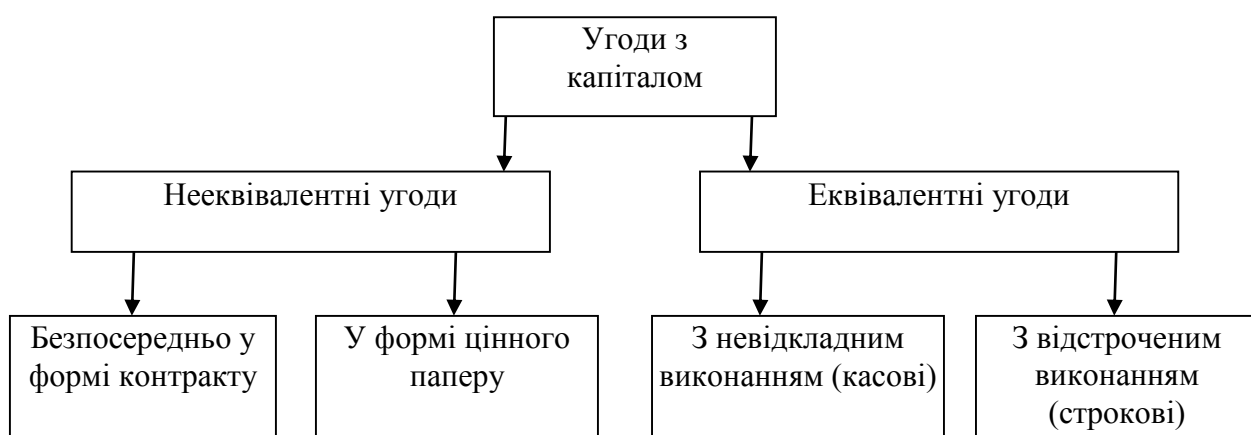 Угоди з
капіталом
Нееквівалентні угоди
Еквівалентні угоди
Безпосередньо у
формі контракту
У формі цінного
паперу
З невідкладним
виконанням (касові)
З відстроченим
виконанням
(строкові)